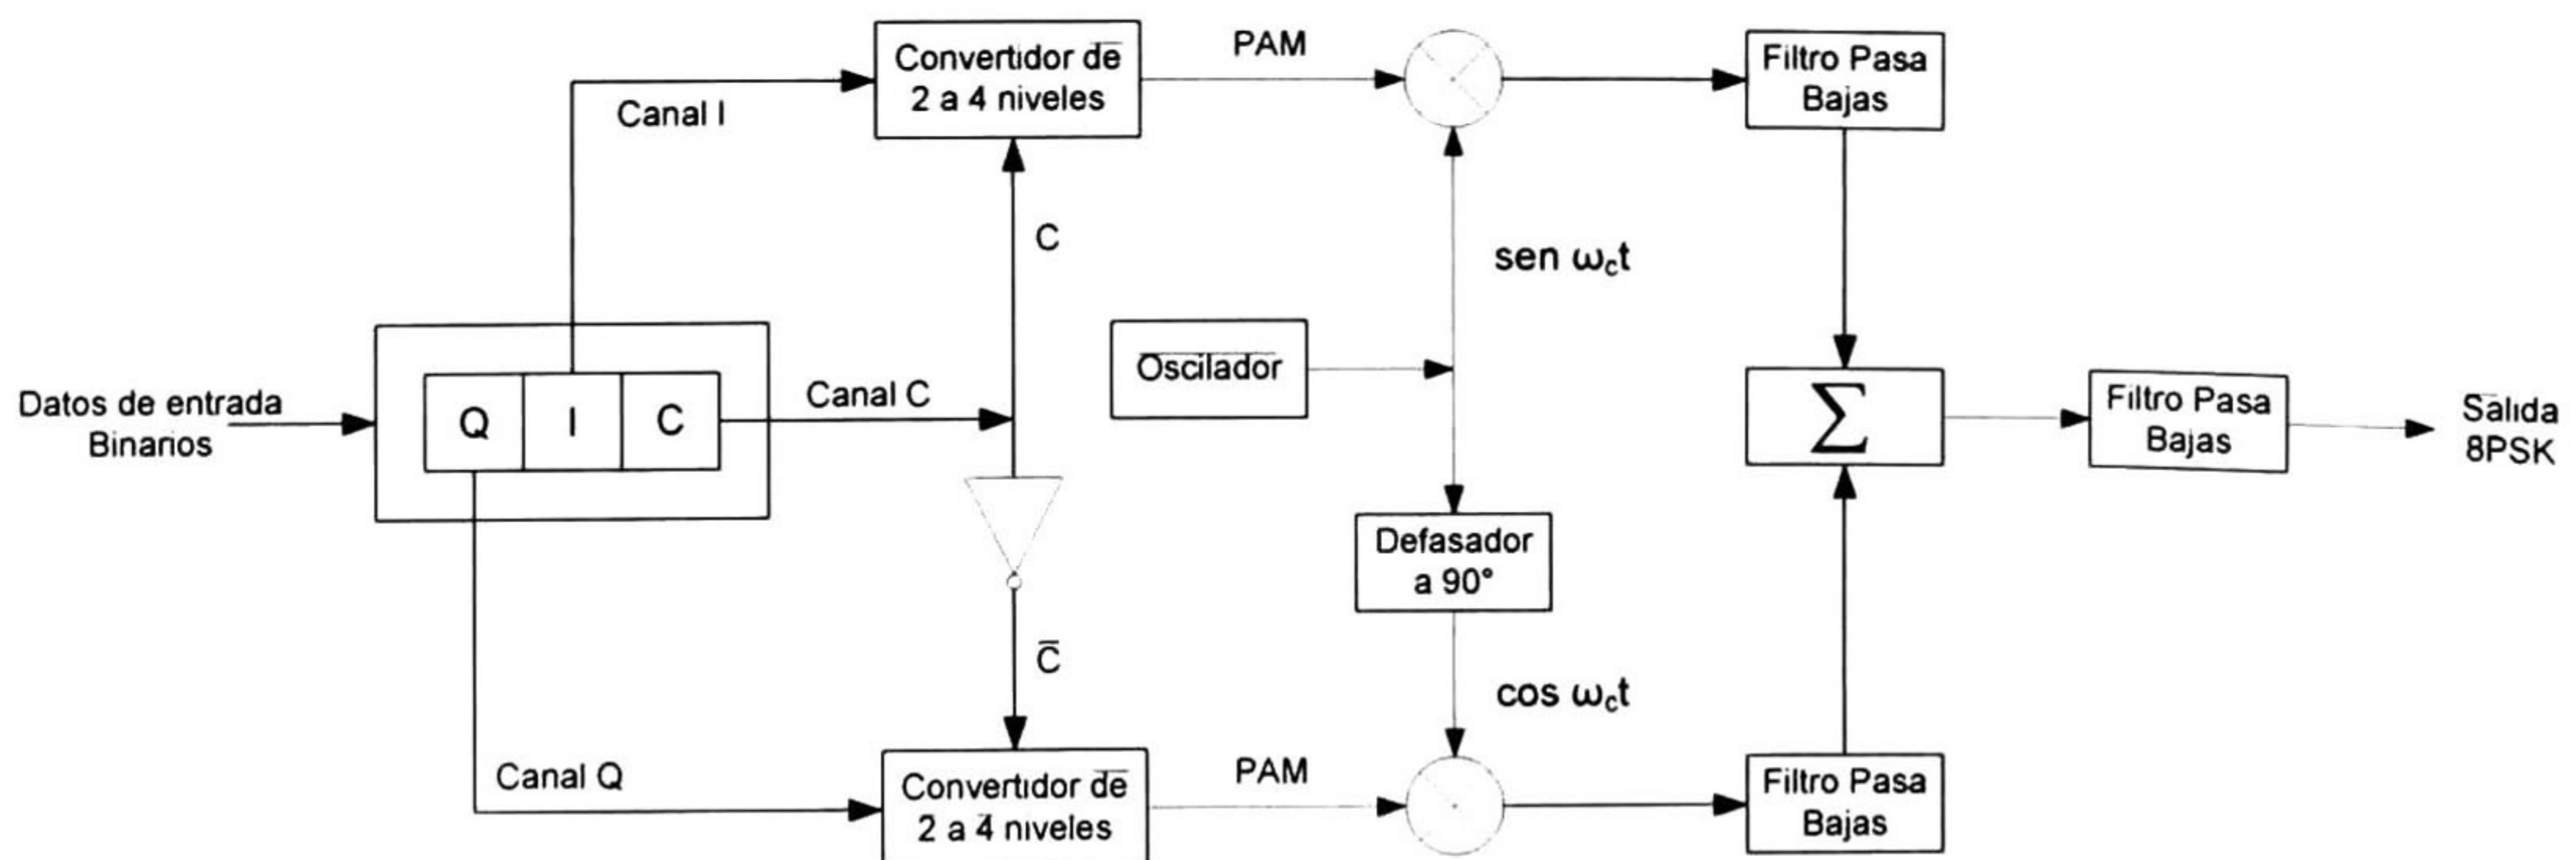 Convertidor de
2 a 4 niveles
PAM
Filtro Pasa
Bajas
Canal I
C
sen ωct
Oscilador
Datos de entrada
Binarios
Q I C
Canal C
Σ
Filtro Pasa
Bajas
Salida
8PSK
Defasador
a 90°
C̅
cos ωct
Canal Q
Convertidor de
2 a 4 niveles
PAM
Filtro Pasa
Bajas